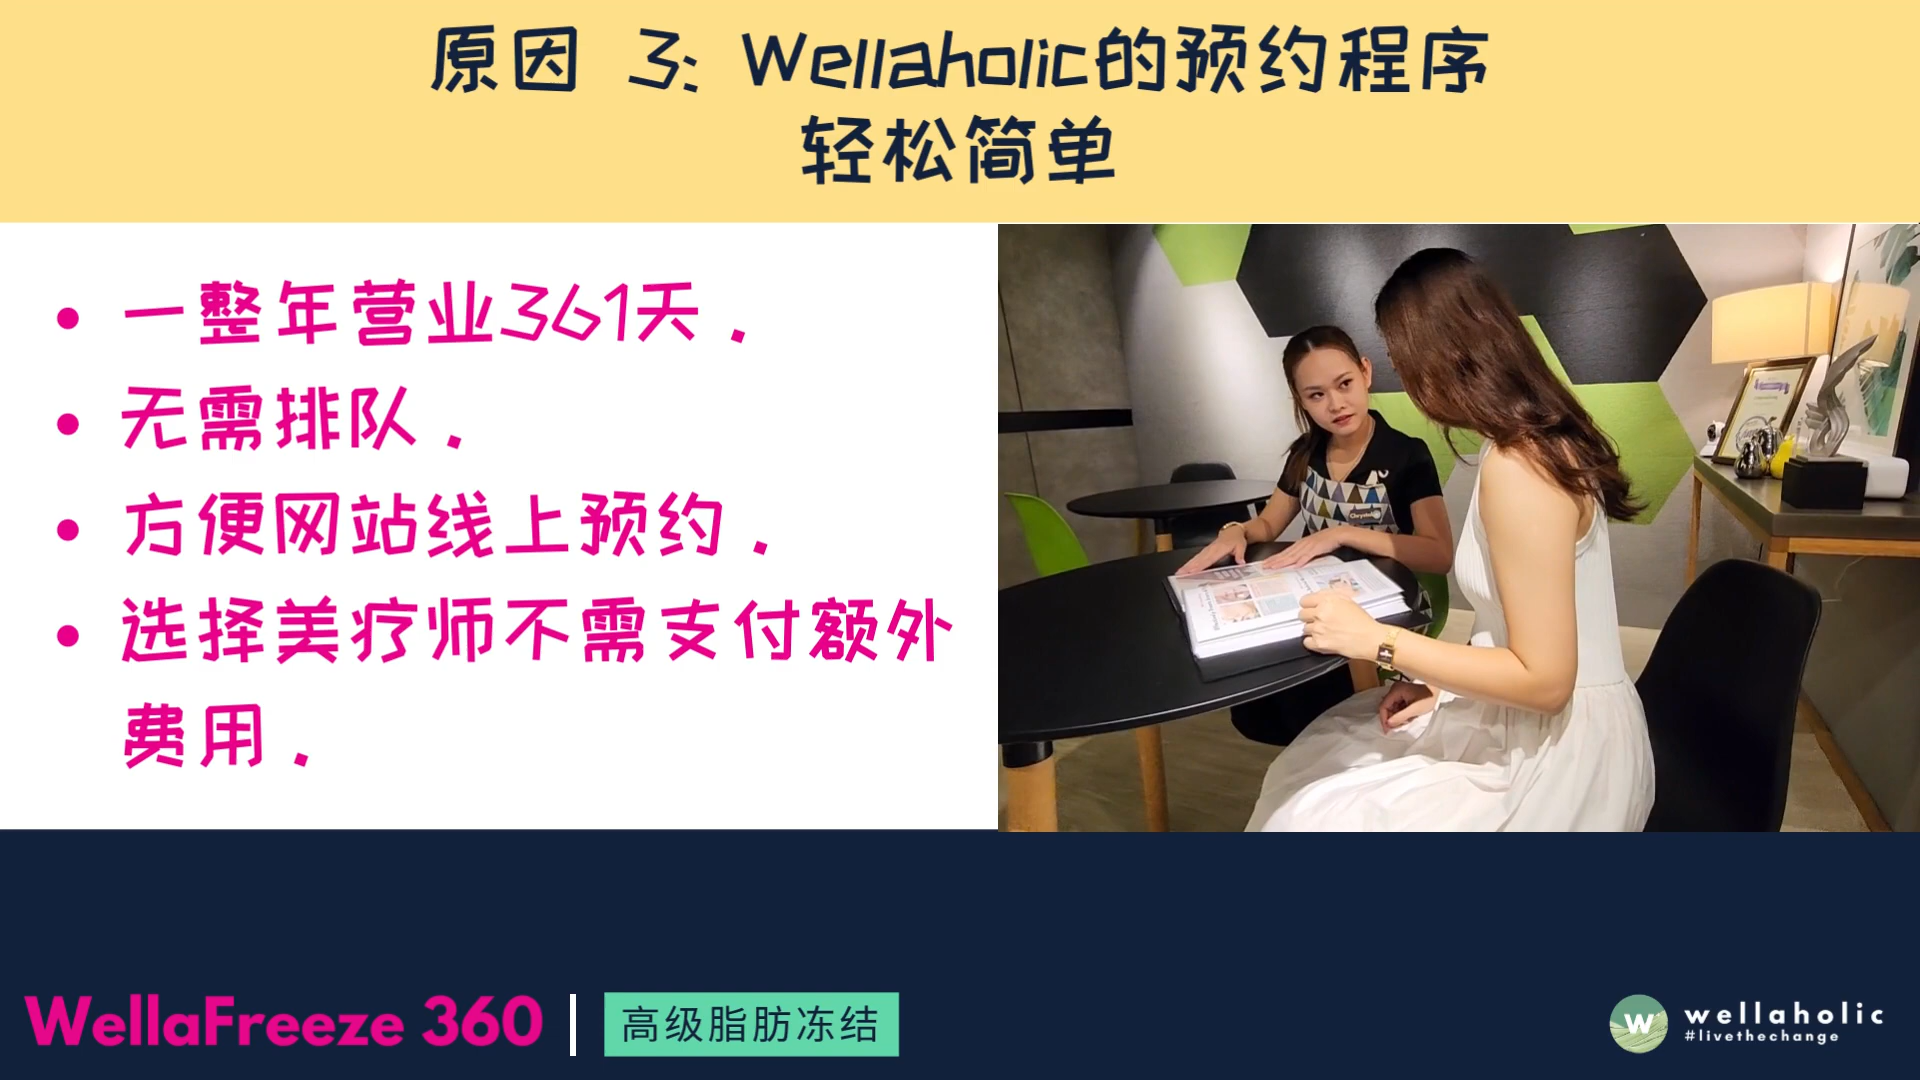 原因 3: Wellaholic的预约程序
轻松简单
• 一整年营业361天．
• 无需排队．
• 方便网站线上预约．
• 选择美疗师不需支付额外
费用．
WellaFreeze 360
高级脂肪冻结
W
wellaholic
#livethechange